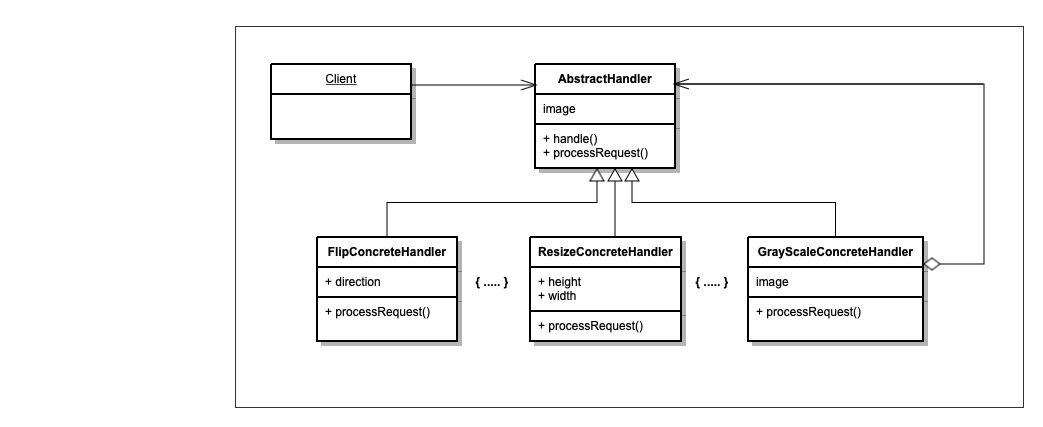 Client
AbstractHandler
image
+ handle()
+ processRequest()
FlipConcreteHandler
+ direction
+ processRequest()
{ ..... }
ResizeConcreteHandler
+ height
+ width
+ processRequest()
{ ..... }
GrayScaleConcreteHandler
image
+ processRequest()